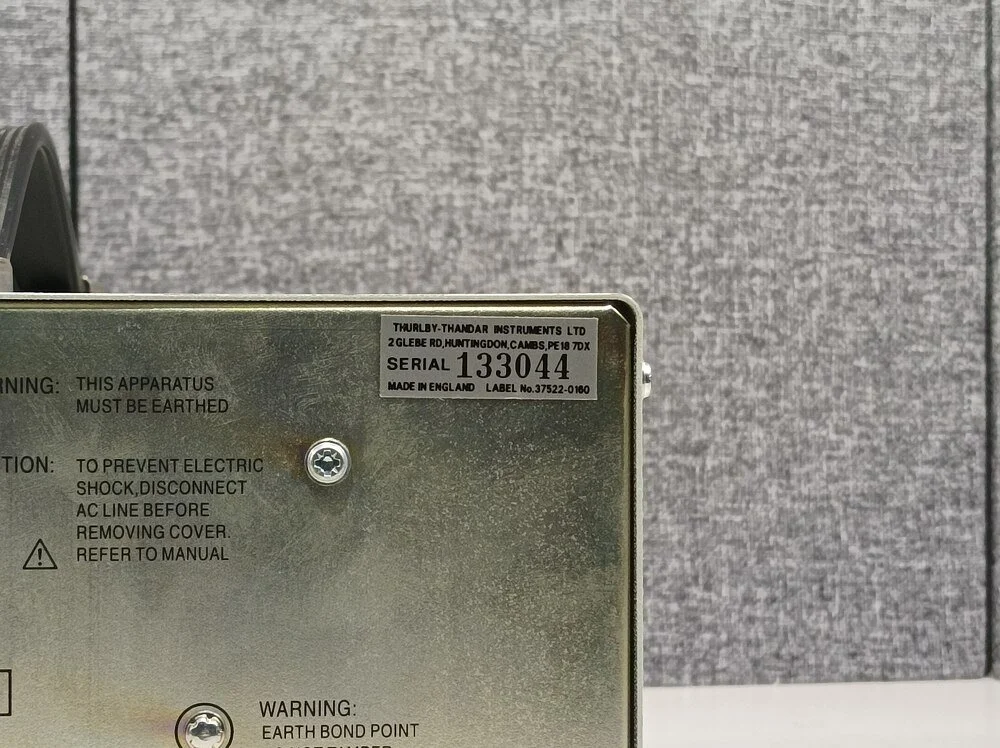 THURLBY-THANDAR INSTRUMENTS LTD
2 GLEBE RD,HUNTINGDON,CAMBS,PE18 7DX
SERIAL 133044
MADE IN ENGLAND LABEL No.37522-0160
RNING: THIS APPARATUS
MUST BE EARTHED
TION: TO PREVENT ELECTRIC
SHOCK,DISCONNECT
AC LINE BEFORE
REMOVING COVER.
REFER TO MANUAL
WARNING:
EARTH BOND POINT